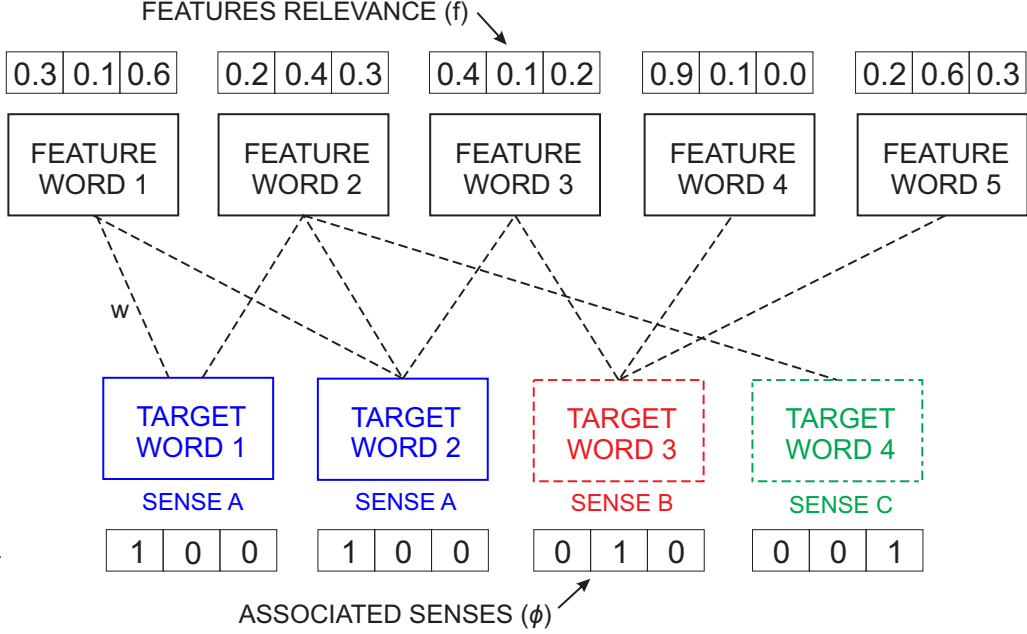 FEATURES RELEVANCE (f)
0.3 0.1 0.6 0.2 0.4 0.3 0.4 0.1 0.2 0.9 0.1 0.0 0.2 0.6 0.3
FEATURE WORD 1
FEATURE WORD 2
FEATURE WORD 3
FEATURE WORD 4
FEATURE WORD 5
w
TARGET WORD 1
TARGET WORD 2
TARGET WORD 3
TARGET WORD 4
SENSE A SENSE A SENSE B SENSE C
1 0 0 1 0 0 0 1 0 0 0 1
ASSOCIATED SENSES (ϕ)